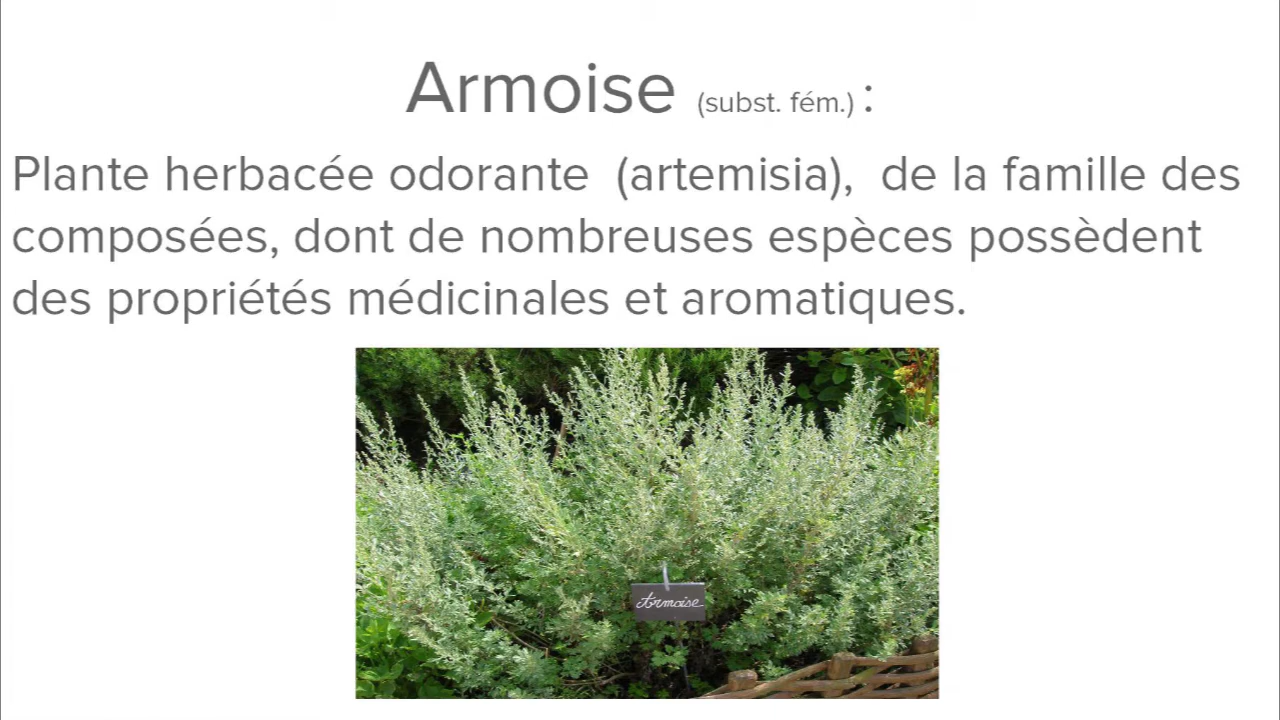 Armoise (subst. fém.) :
Plante herbacée odorante (artemisia), de la famille des
composées, dont de nombreuses espèces possèdent
des propriétés médicinales et aromatiques.
Armoise